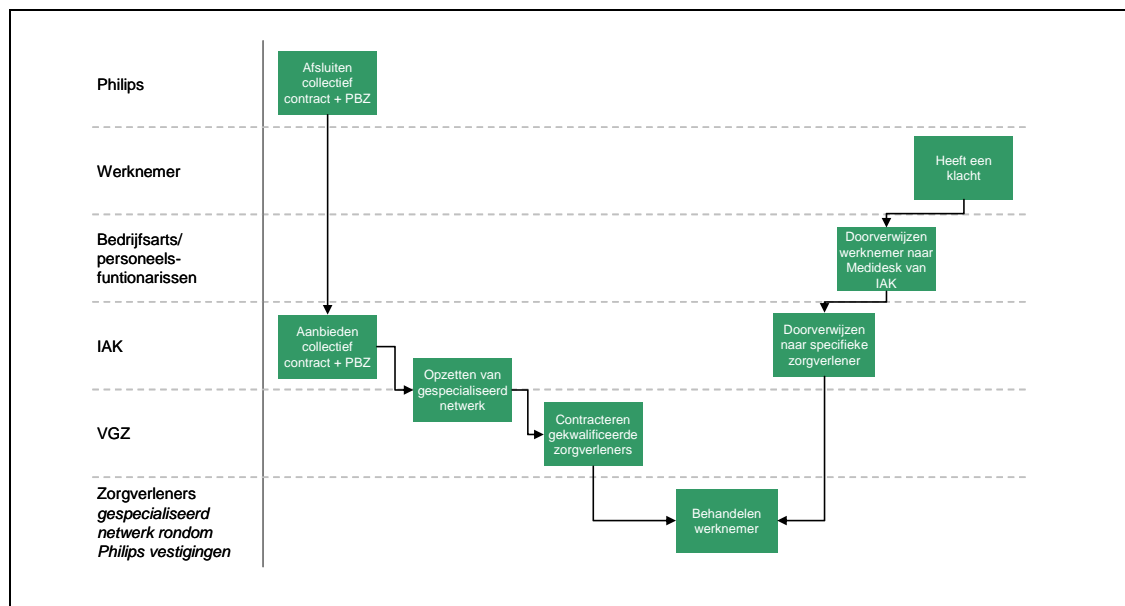 Philips
Afsluiten
collectief
contract + PBZ
Werknemer
Heeft een
klacht
Bedrijfsarts/
personeels-
funtionarissen
Doorverwijzen
werknemer naar
Medidesk van
IAK
IAK
Aanbieden
collectief
contract + PBZ
Opzetten van
gespecialiseerd
netwerk
Doorverwijzen
naar specifieke
zorgverlener
VGZ
Contracteren
gekwalificeerde
zorgverleners
Zorgverleners
gespecialiseerd
netwerk rondom
Philips vestigingen
Behandelen
werknemer